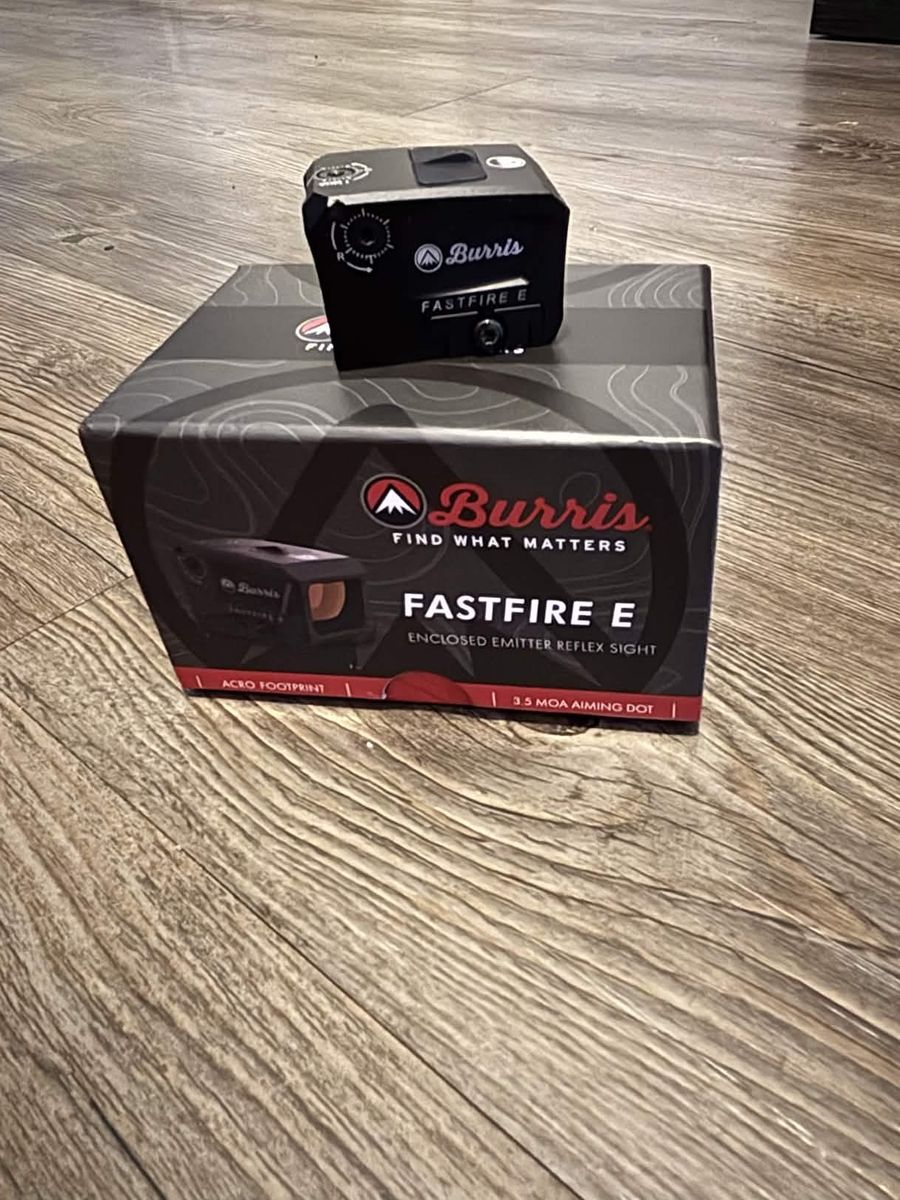 R
Burris
FASTFIRE E
Burris
FIND WHAT MATTERS
Burris
FASTFIRE E
ENCLOSED EMITTER REFLEX SIGHT
ACRO FOOTPRINT
3.5 MOA AIMING DOT